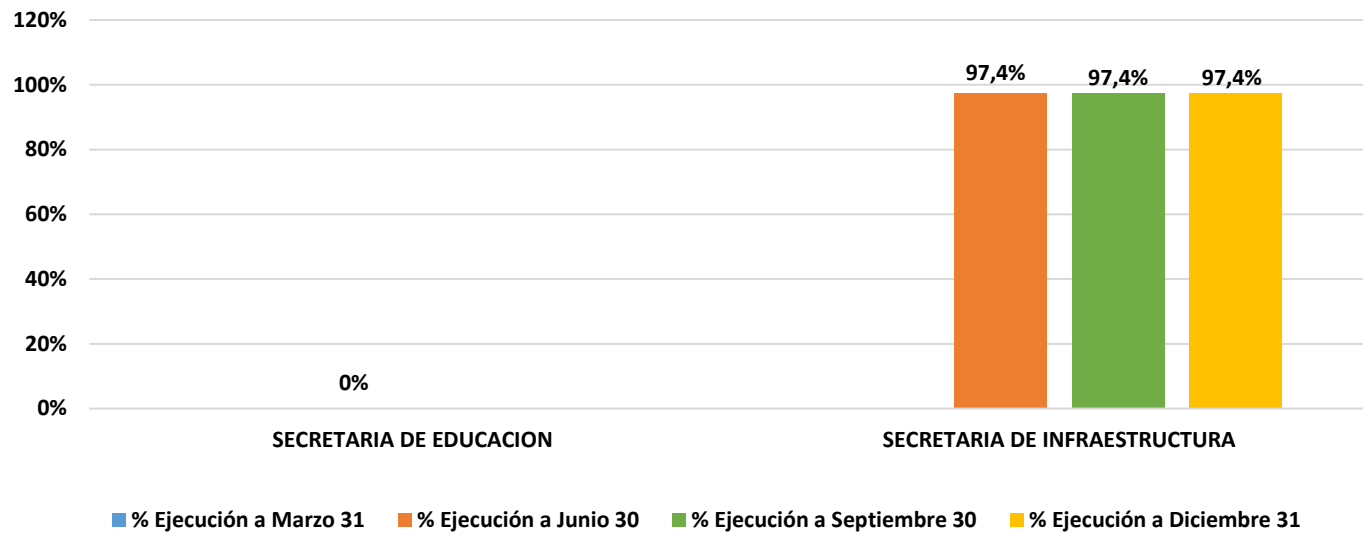 120%
100%
80%
60%
40%
20%
0%
97,4%
97,4%
97,4%
0%
SECRETARIA DE EDUCACION
SECRETARIA DE INFRAESTRUCTURA
% Ejecución a Marzo 31
% Ejecución a Junio 30
% Ejecución a Septiembre 30
% Ejecución a Diciembre 31